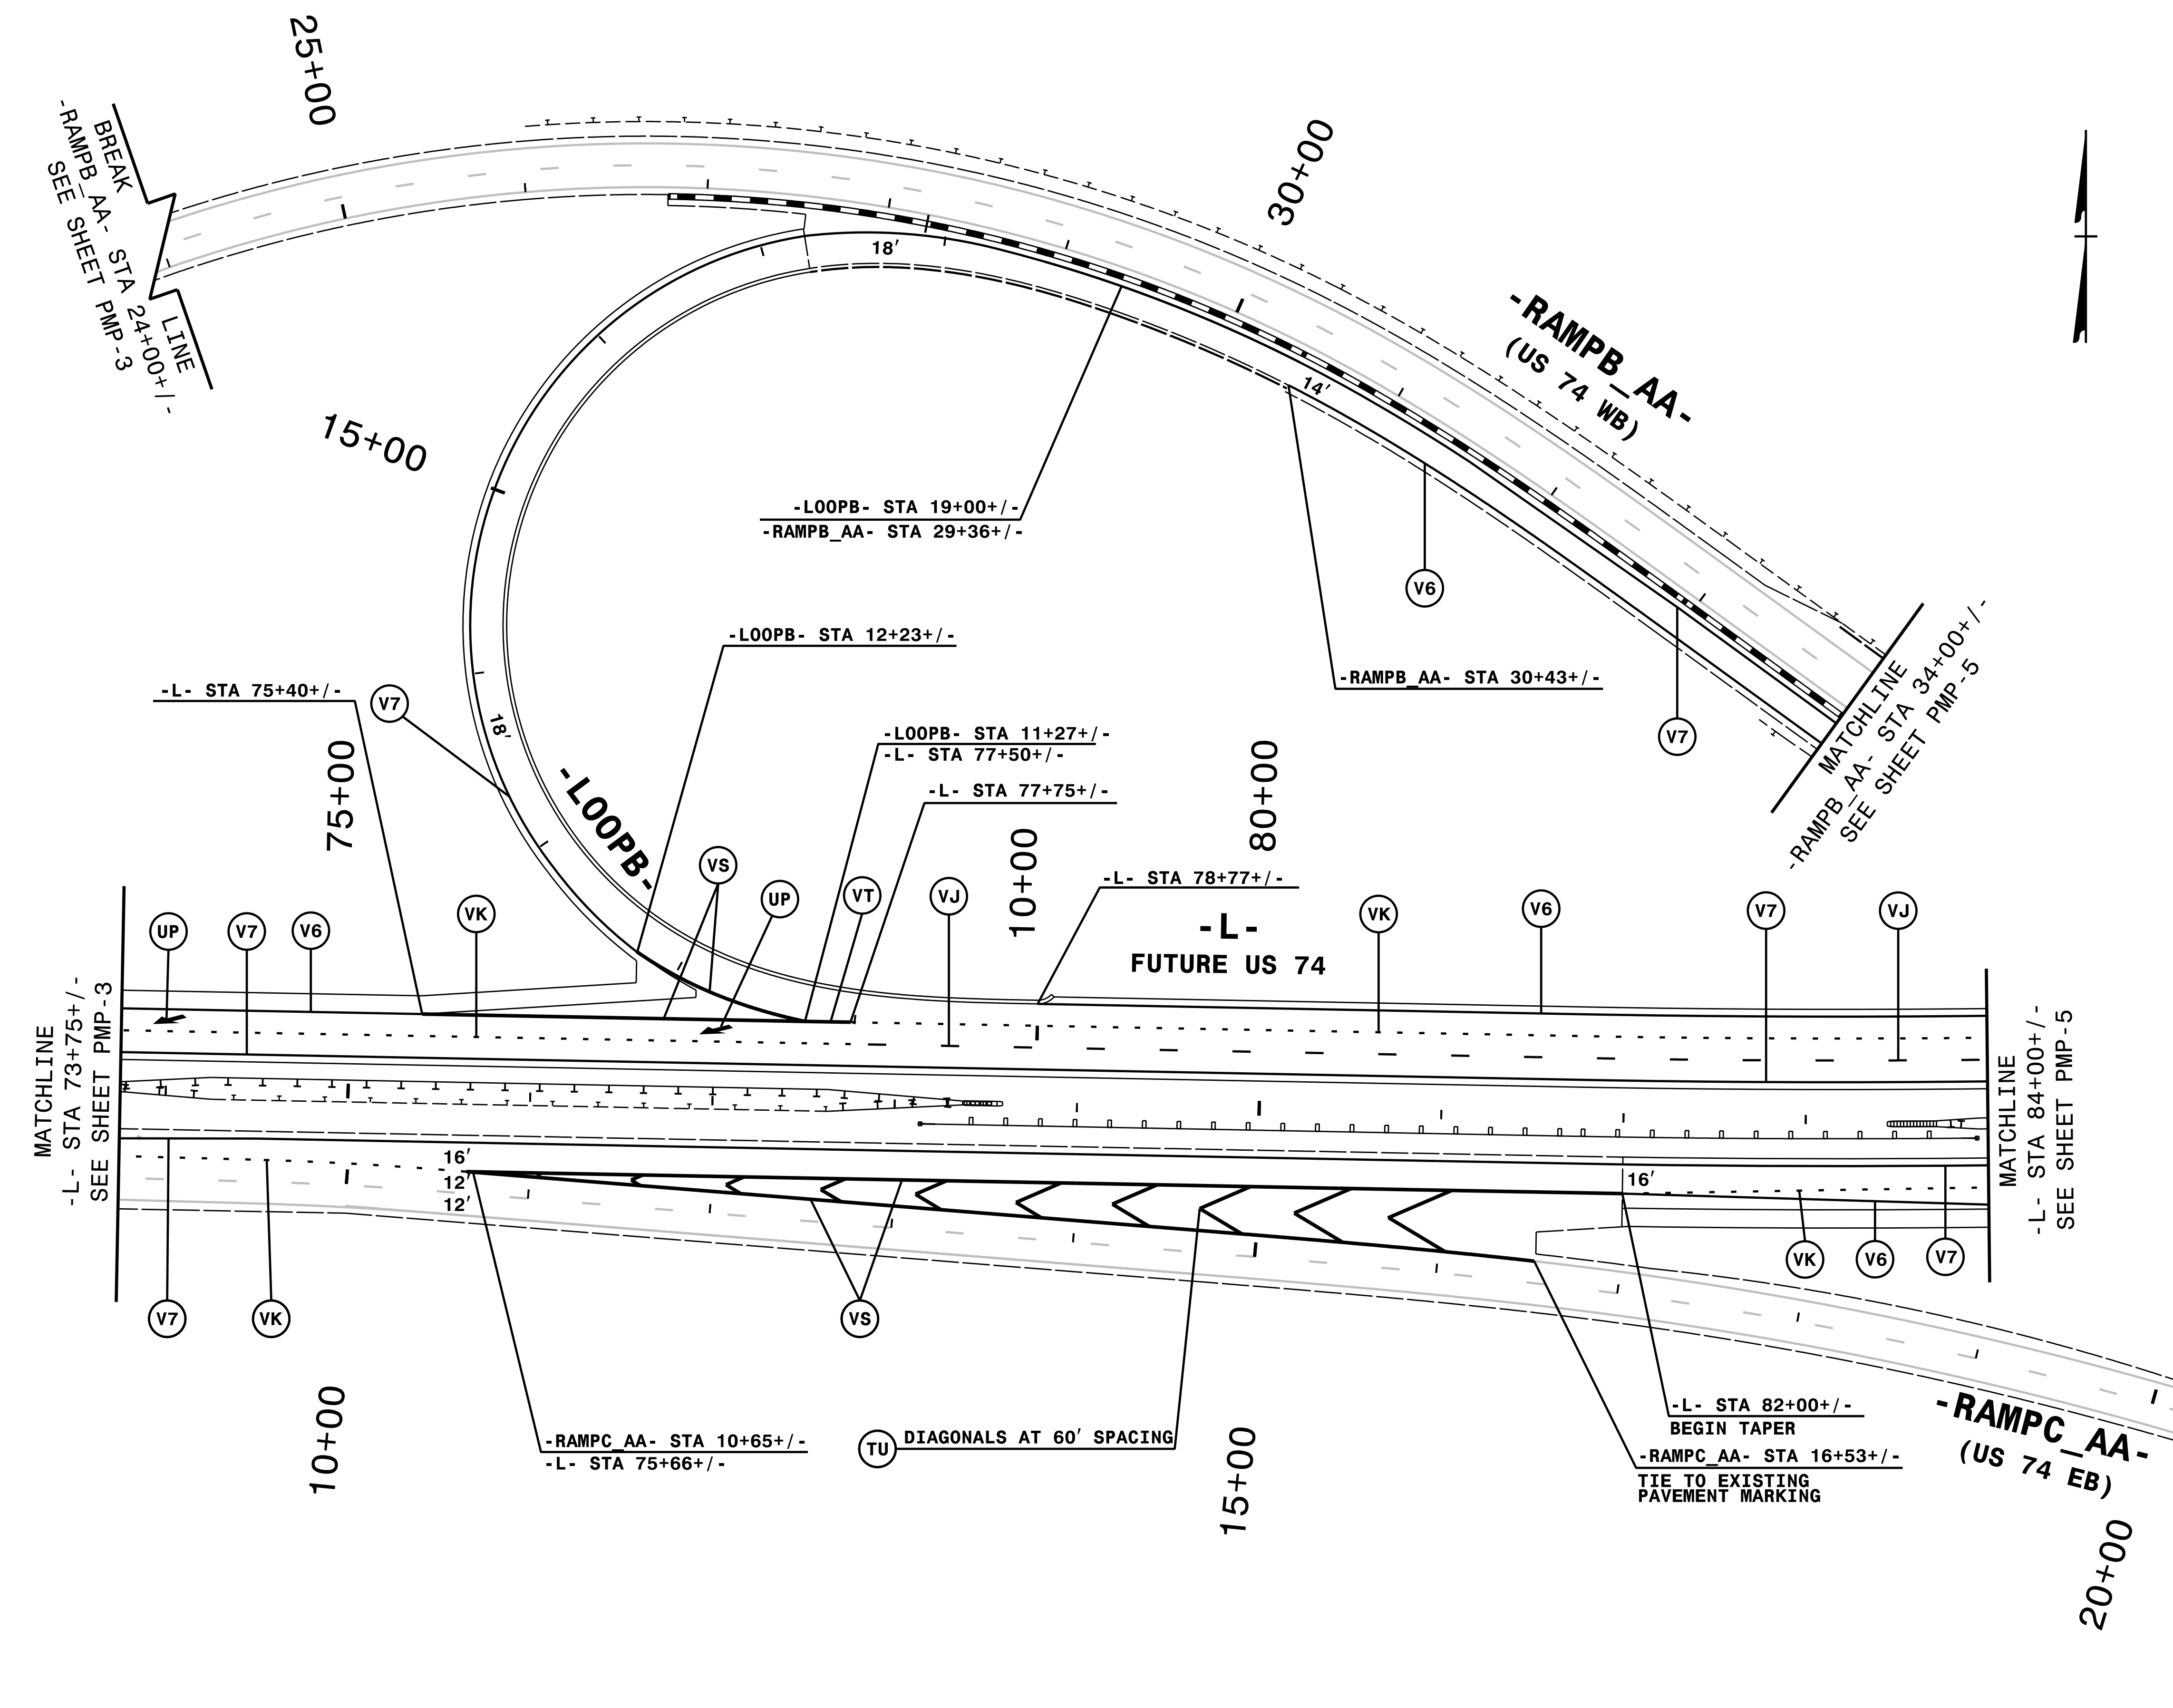 25+00
BREAK LINE
-RAMPB_AA- STA 24+00+/-
SEE SHEET PMP-3
30+00
-RAMPB_AA-
(US 74 WB)
18′
14′
15+00
-LOOPB- STA 19+00+/-
-RAMPB_AA- STA 29+36+/-
V6
-LOOPB- STA 12+23+/-
-RAMPB_AA- STA 30+43+/-
-L- STA 75+40+/-
V7
18′
-LOOPB-
V7
MATCHLINE
-RAMPB_AA- STA 34+00+/-
SEE SHEET PMP-5
-LOOPB- STA 11+27+/-
-L- STA 77+50+/-
-L- STA 77+75+/-
75+00
10+00
80+00
-L- STA 78+77+/-
-L-
FUTURE US 74
UP
V7
V6
VK
VS
UP
VT
VJ
VK
V6
V7
VJ
MATCHLINE
-L- STA 73+75+/-
SEE SHEET PMP-3
MATCHLINE
-L- STA 84+00+/-
SEE SHEET PMP-5
16′
12′
12′
16′
V7
VK
VS
VK
V6
V7
10+00
-RAMPC_AA- STA 10+65+/-
-L- STA 75+66+/-
TU
DIAGONALS AT 60′ SPACING
15+00
-L- STA 82+00+/-
BEGIN TAPER
-RAMPC_AA- STA 16+53+/-
TIE TO EXISTING
PAVEMENT MARKING
-RAMPC_AA-
(US 74 EB)
20+00